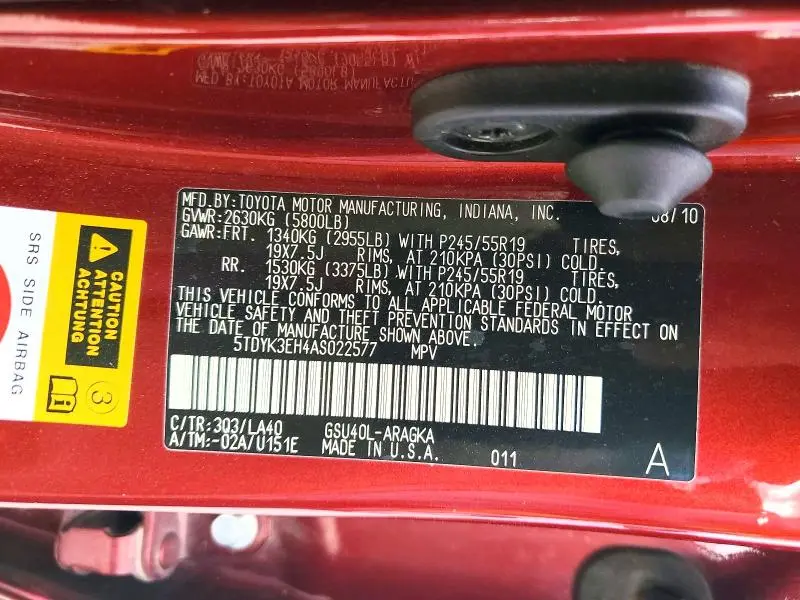 MFD.BY:TOYOTA MOTOR MANUFACTURING, INDIANA, INC. 08/10
GVWR:2630KG (5800LB)
GAWR:FRT. 1340KG (2955LB) WITH P245/55R19 TIRES,
19X7.5J RIMS, AT 210KPA (30PSI) COLD.
RR. 1530KG (3375LB) WITH P245/55R19 TIRES,
19X7.5J RIMS, AT 210KPA (30PSI) COLD.
THIS VEHICLE CONFORMS TO ALL APPLICABLE FEDERAL MOTOR
VEHICLE SAFETY AND THEFT PREVENTION STANDARDS IN EFFECT ON
THE DATE OF MANUFACTURE SHOWN ABOVE.
5TDYK3EH4AS022577 MPV
C/TR:3Q3/LA40 GSU40L-ARAGKA
A/TM:-02A/U151E MADE IN U.S.A. 011 A
CAUTION
ATTENTION
ACHTUNG
3
i
SRS SIDE AIRBAG